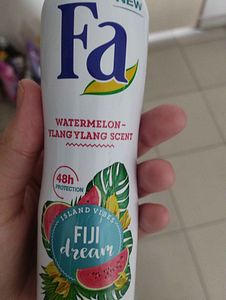 NEW
Fa
WATERMELON-
YLANG YLANG SCENT
48h
PROTECTION
ISLAND VIBES
FIJI
dream